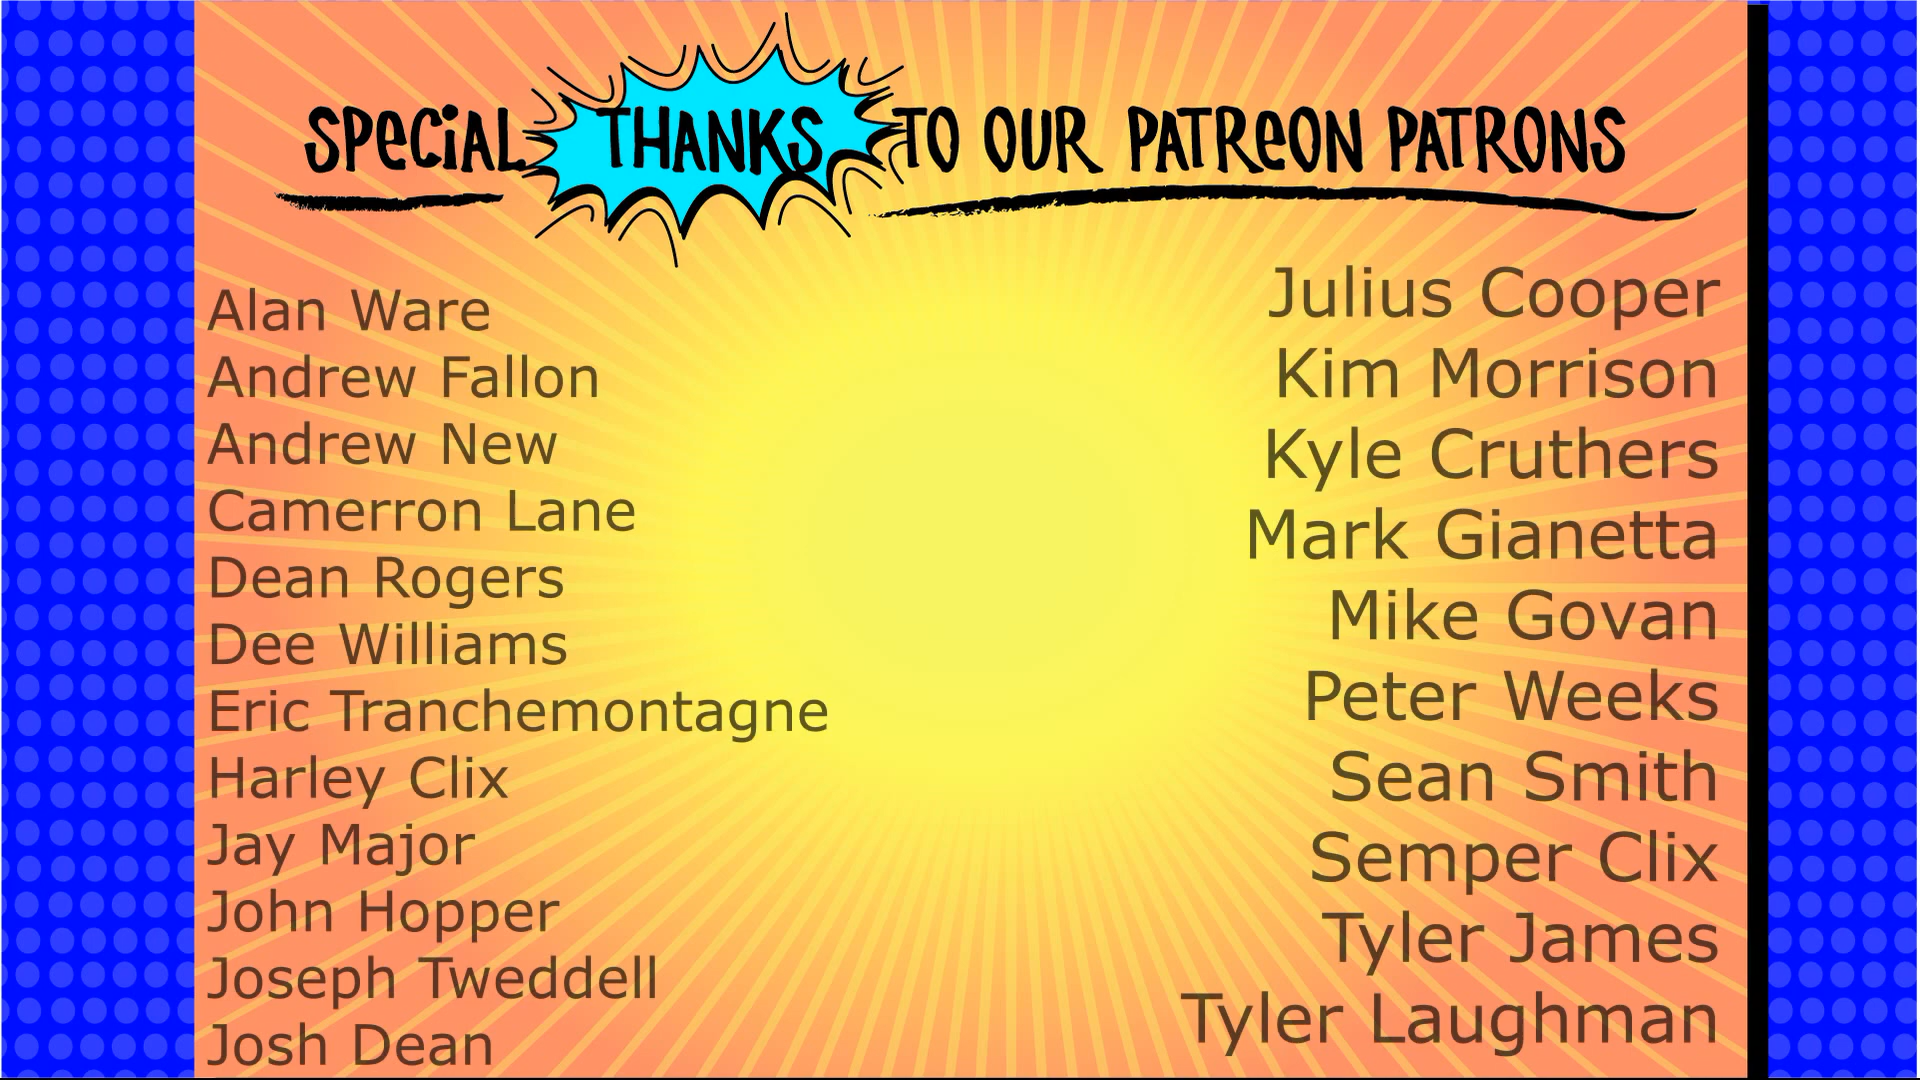 SPECiAL THANKS TO OUR PATREON PATRONS
Alan Ware
Andrew Fallon
Andrew New
Camerron Lane
Dean Rogers
Dee Williams
Eric Tranchemontagne
Harley Clix
Jay Major
John Hopper
Joseph Tweddell
Josh Dean
Julius Cooper
Kim Morrison
Kyle Cruthers
Mark Gianetta
Mike Govan
Peter Weeks
Sean Smith
Semper Clix
Tyler James
Tyler Laughman